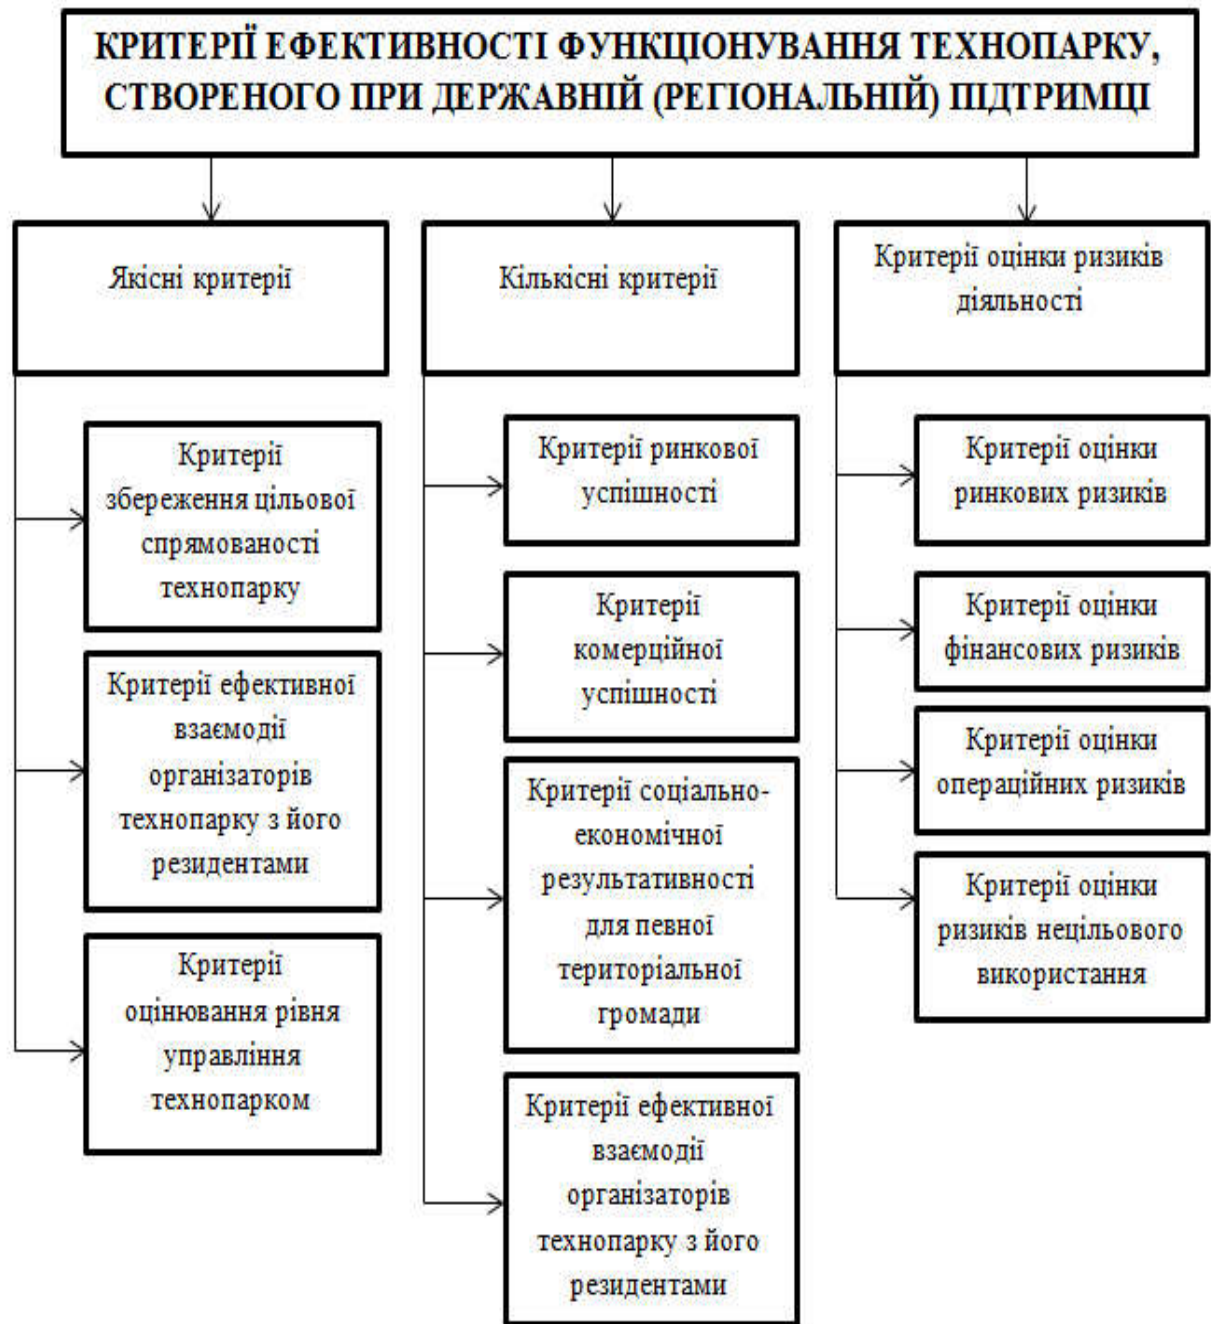 КРИТЕРІЇ ЕФЕКТИВНОСТІ ФУНКЦІОНУВАННЯ ТЕХНОПАРКУ,
СТВОРЕНОГО ПРИ ДЕРЖАВНІЙ (РЕГІОНАЛЬНІЙ) ПІДТРИМЦІ
Якісні критерії
Критерії
збереження цільової
спрямованості
технопарку
Критерії ефективної
взаємодії
організаторів
технопарку з його
резидентами
Критерії
оцінювання рівня
управління
технопарком
Кількісні критерії
Критерії ринкової
успішності
Критерії
комерційної
успішності
Критерії соціально-
економічної
результативності
для певної
територіальної
громади
Критерії ефективної
взаємодії
організаторів
технопарку з його
резидентами
Критерії оцінки ризиків
діяльності
Критерії оцінки
ринкових ризиків
Критерії оцінки
фінансових ризиків
Критерії оцінки
операційних ризиків
Критерії оцінки
ризиків нецільового
використання